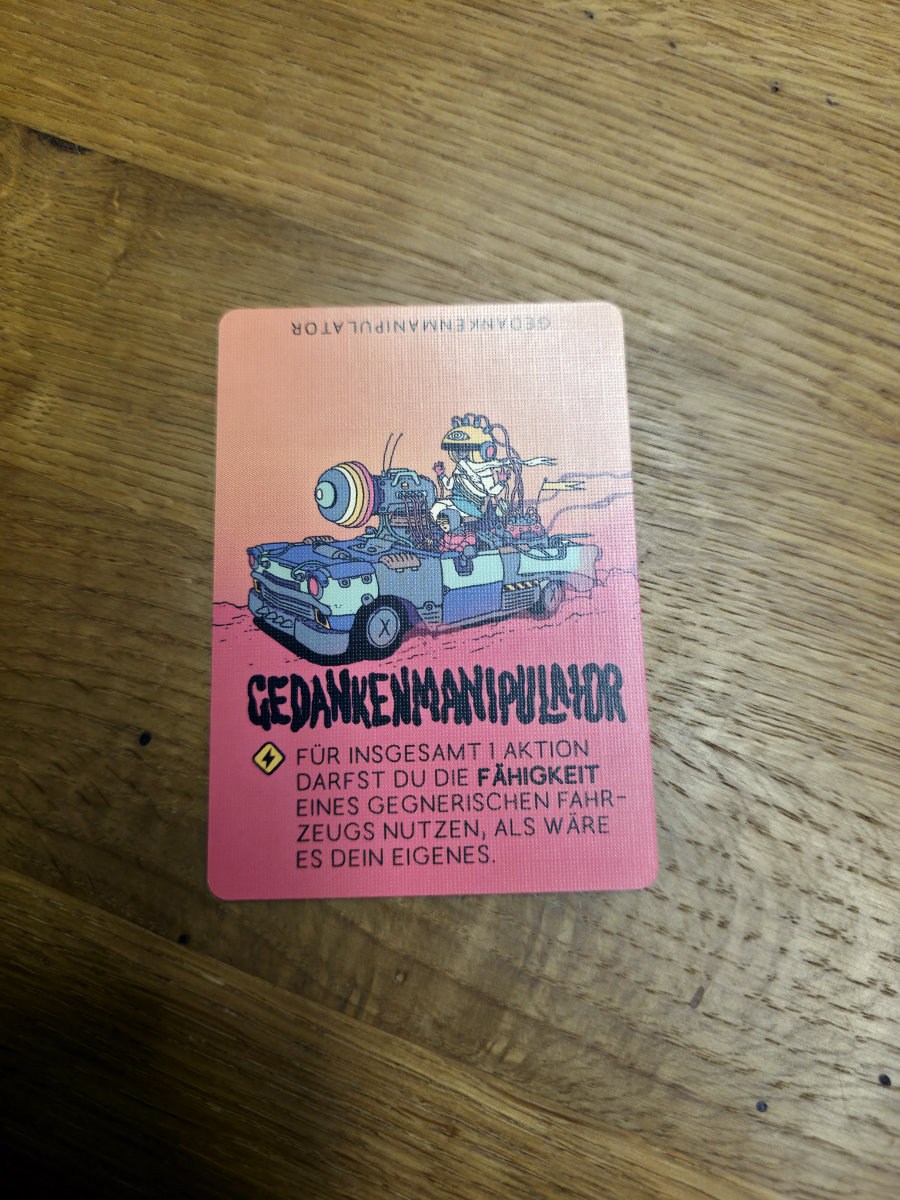 GEDANKENMANIPULATOR
X
GEDANKENMANIPULATOR
FÜR INSGESAMT 1 AKTION
DARFST DU DIE FÄHIGKEIT
EINES GEGNERISCHEN FAHR-
ZEUGS NUTZEN, ALS WÄRE
ES DEIN EIGENES.